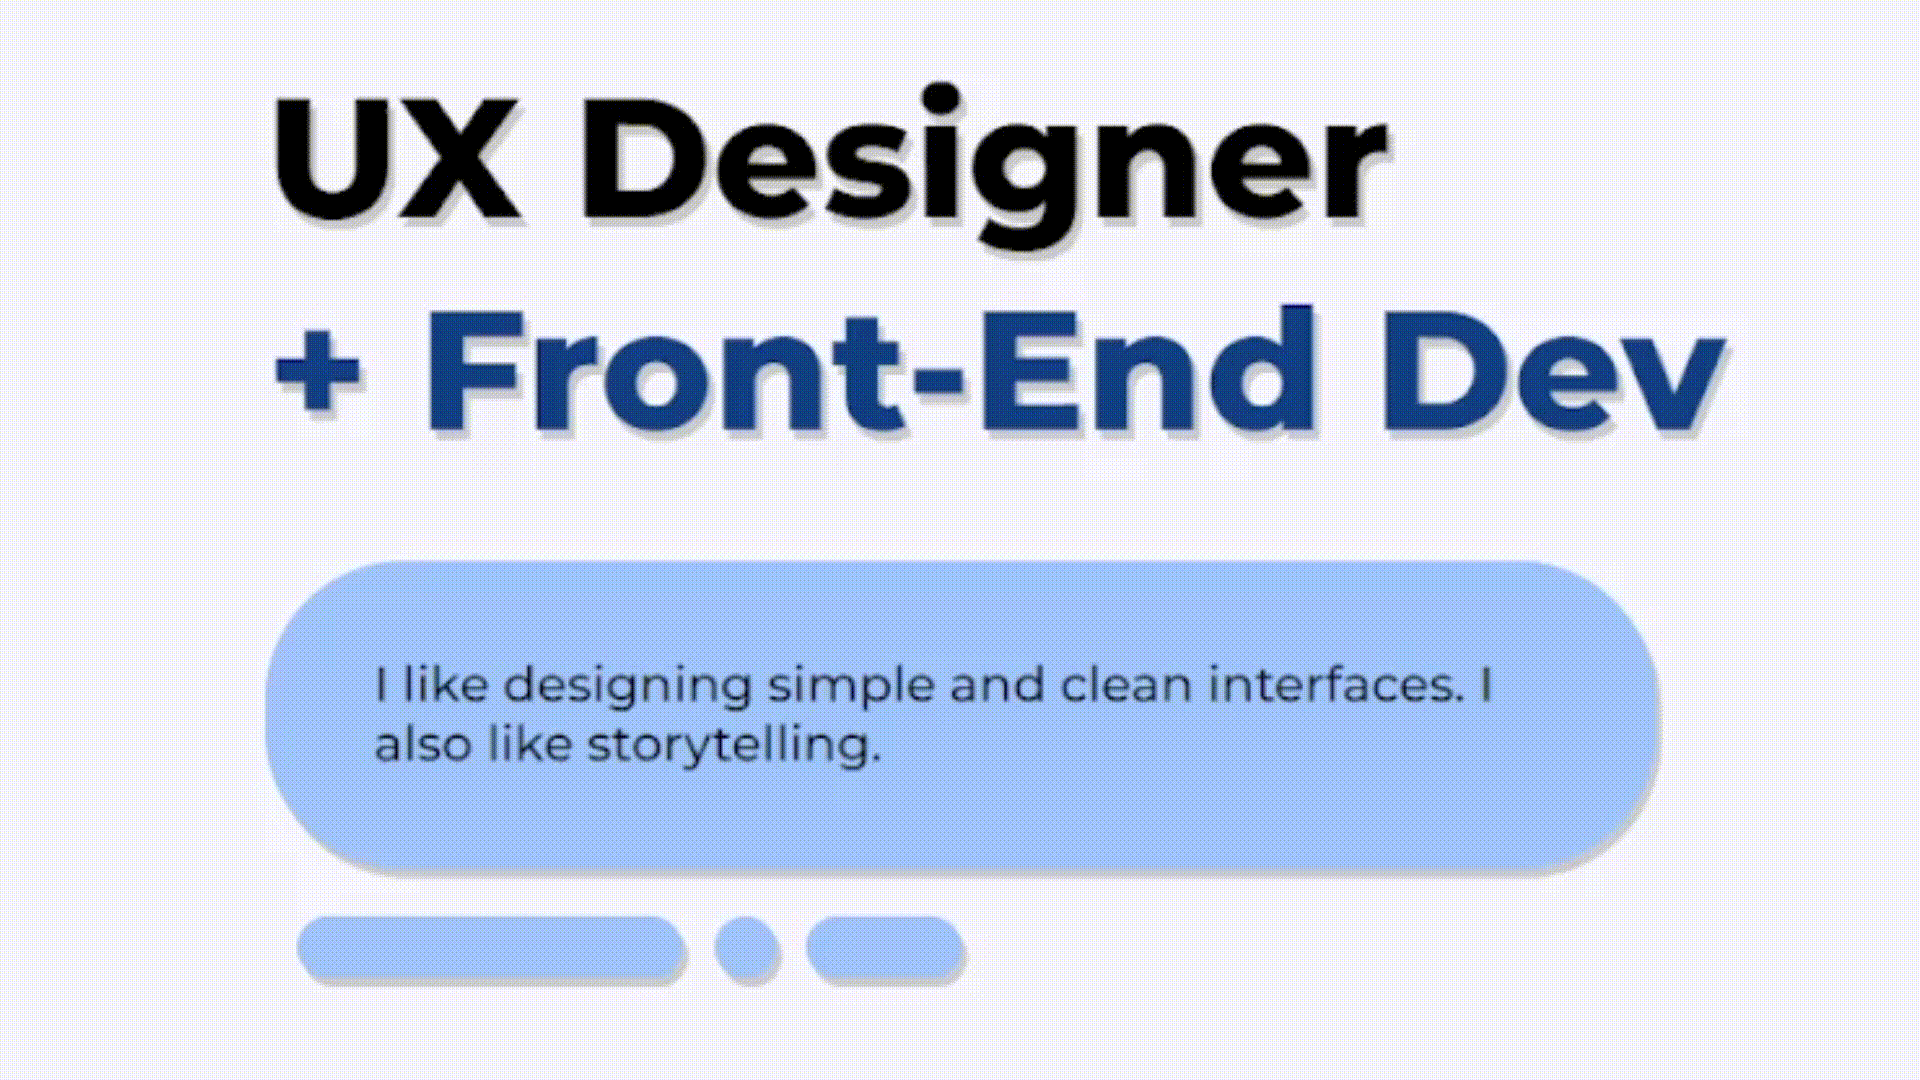 UX Designer
+ Front-End Dev
I like designing simple and clean interfaces. I
also like storytelling.